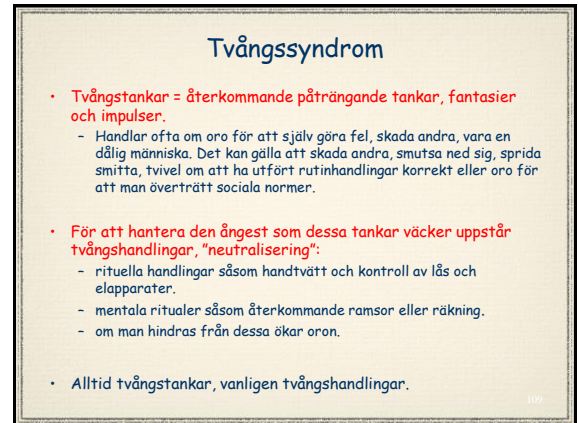 Tvångssyndrom
• Tvångstankar = återkommande påträngande tankar, fantasier
och impulser.
– Handlar ofta om oro för att själv göra fel, skada andra, vara en
dålig människa. Det kan gälla att skada andra, smutsa ned sig, sprida
smitta, tvivel om att ha utfört rutinhandlingar korrekt eller oro för
att man överträtt sociala normer.
• För att hantera den ångest som dessa tankar väcker uppstår
tvångshandlingar, ”neutralisering”:
– rituella handlingar såsom handtvätt och kontroll av lås och
elapparater.
– mentala ritualer såsom återkommande ramsor eller räkning.
– om man hindras från dessa ökar oron.
• Alltid tvångstankar, vanligen tvångshandlingar.
109